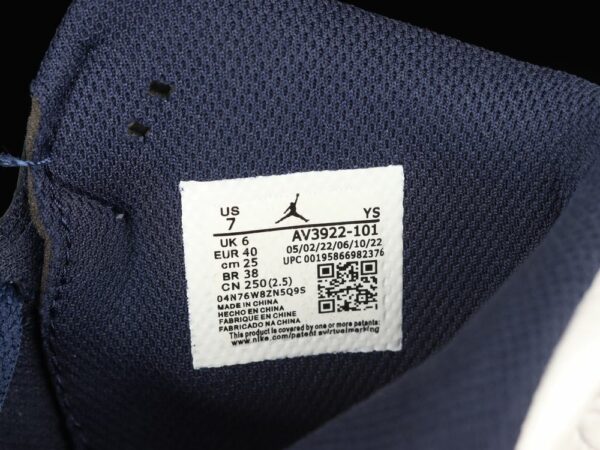 US
7
YS
UK 6
EUR 40
cm 25
BR 38
CN 250(2.5)
AV3922-101
05/02/22/06/10/22
UPC 00195866982376
04N76W8ZN5Q9S
MADE IN CHINA
HECHO EN CHINA
FABRIQUE EN CHINE
FABRICADO NA CHINA
This product is covered by one or more patents:
www.nike.com/patent.evirtuelmerking